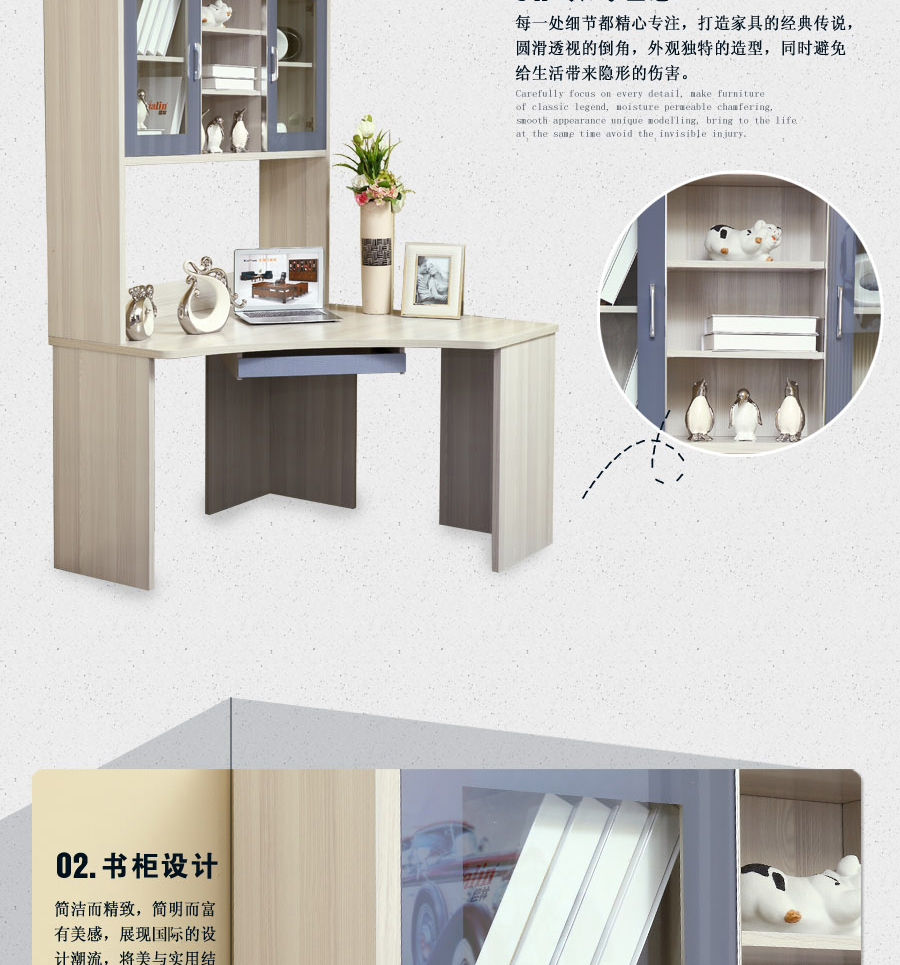 每一处细节都精心专注，打造家具的经典传说，
圆滑透视的倒角，外观独特的造型，同时避免
给生活带来隐形的伤害。
Carefully focus on every detail, make furniture
of classic legend, moisture permeable chamfering,
smooth appearance unique modelling, bring to the life
at the same time avoid the invisible injury.
02.书柜设计
简洁而精致，简明而富
有美感，展现国际的设
计潮流，将美与实用结